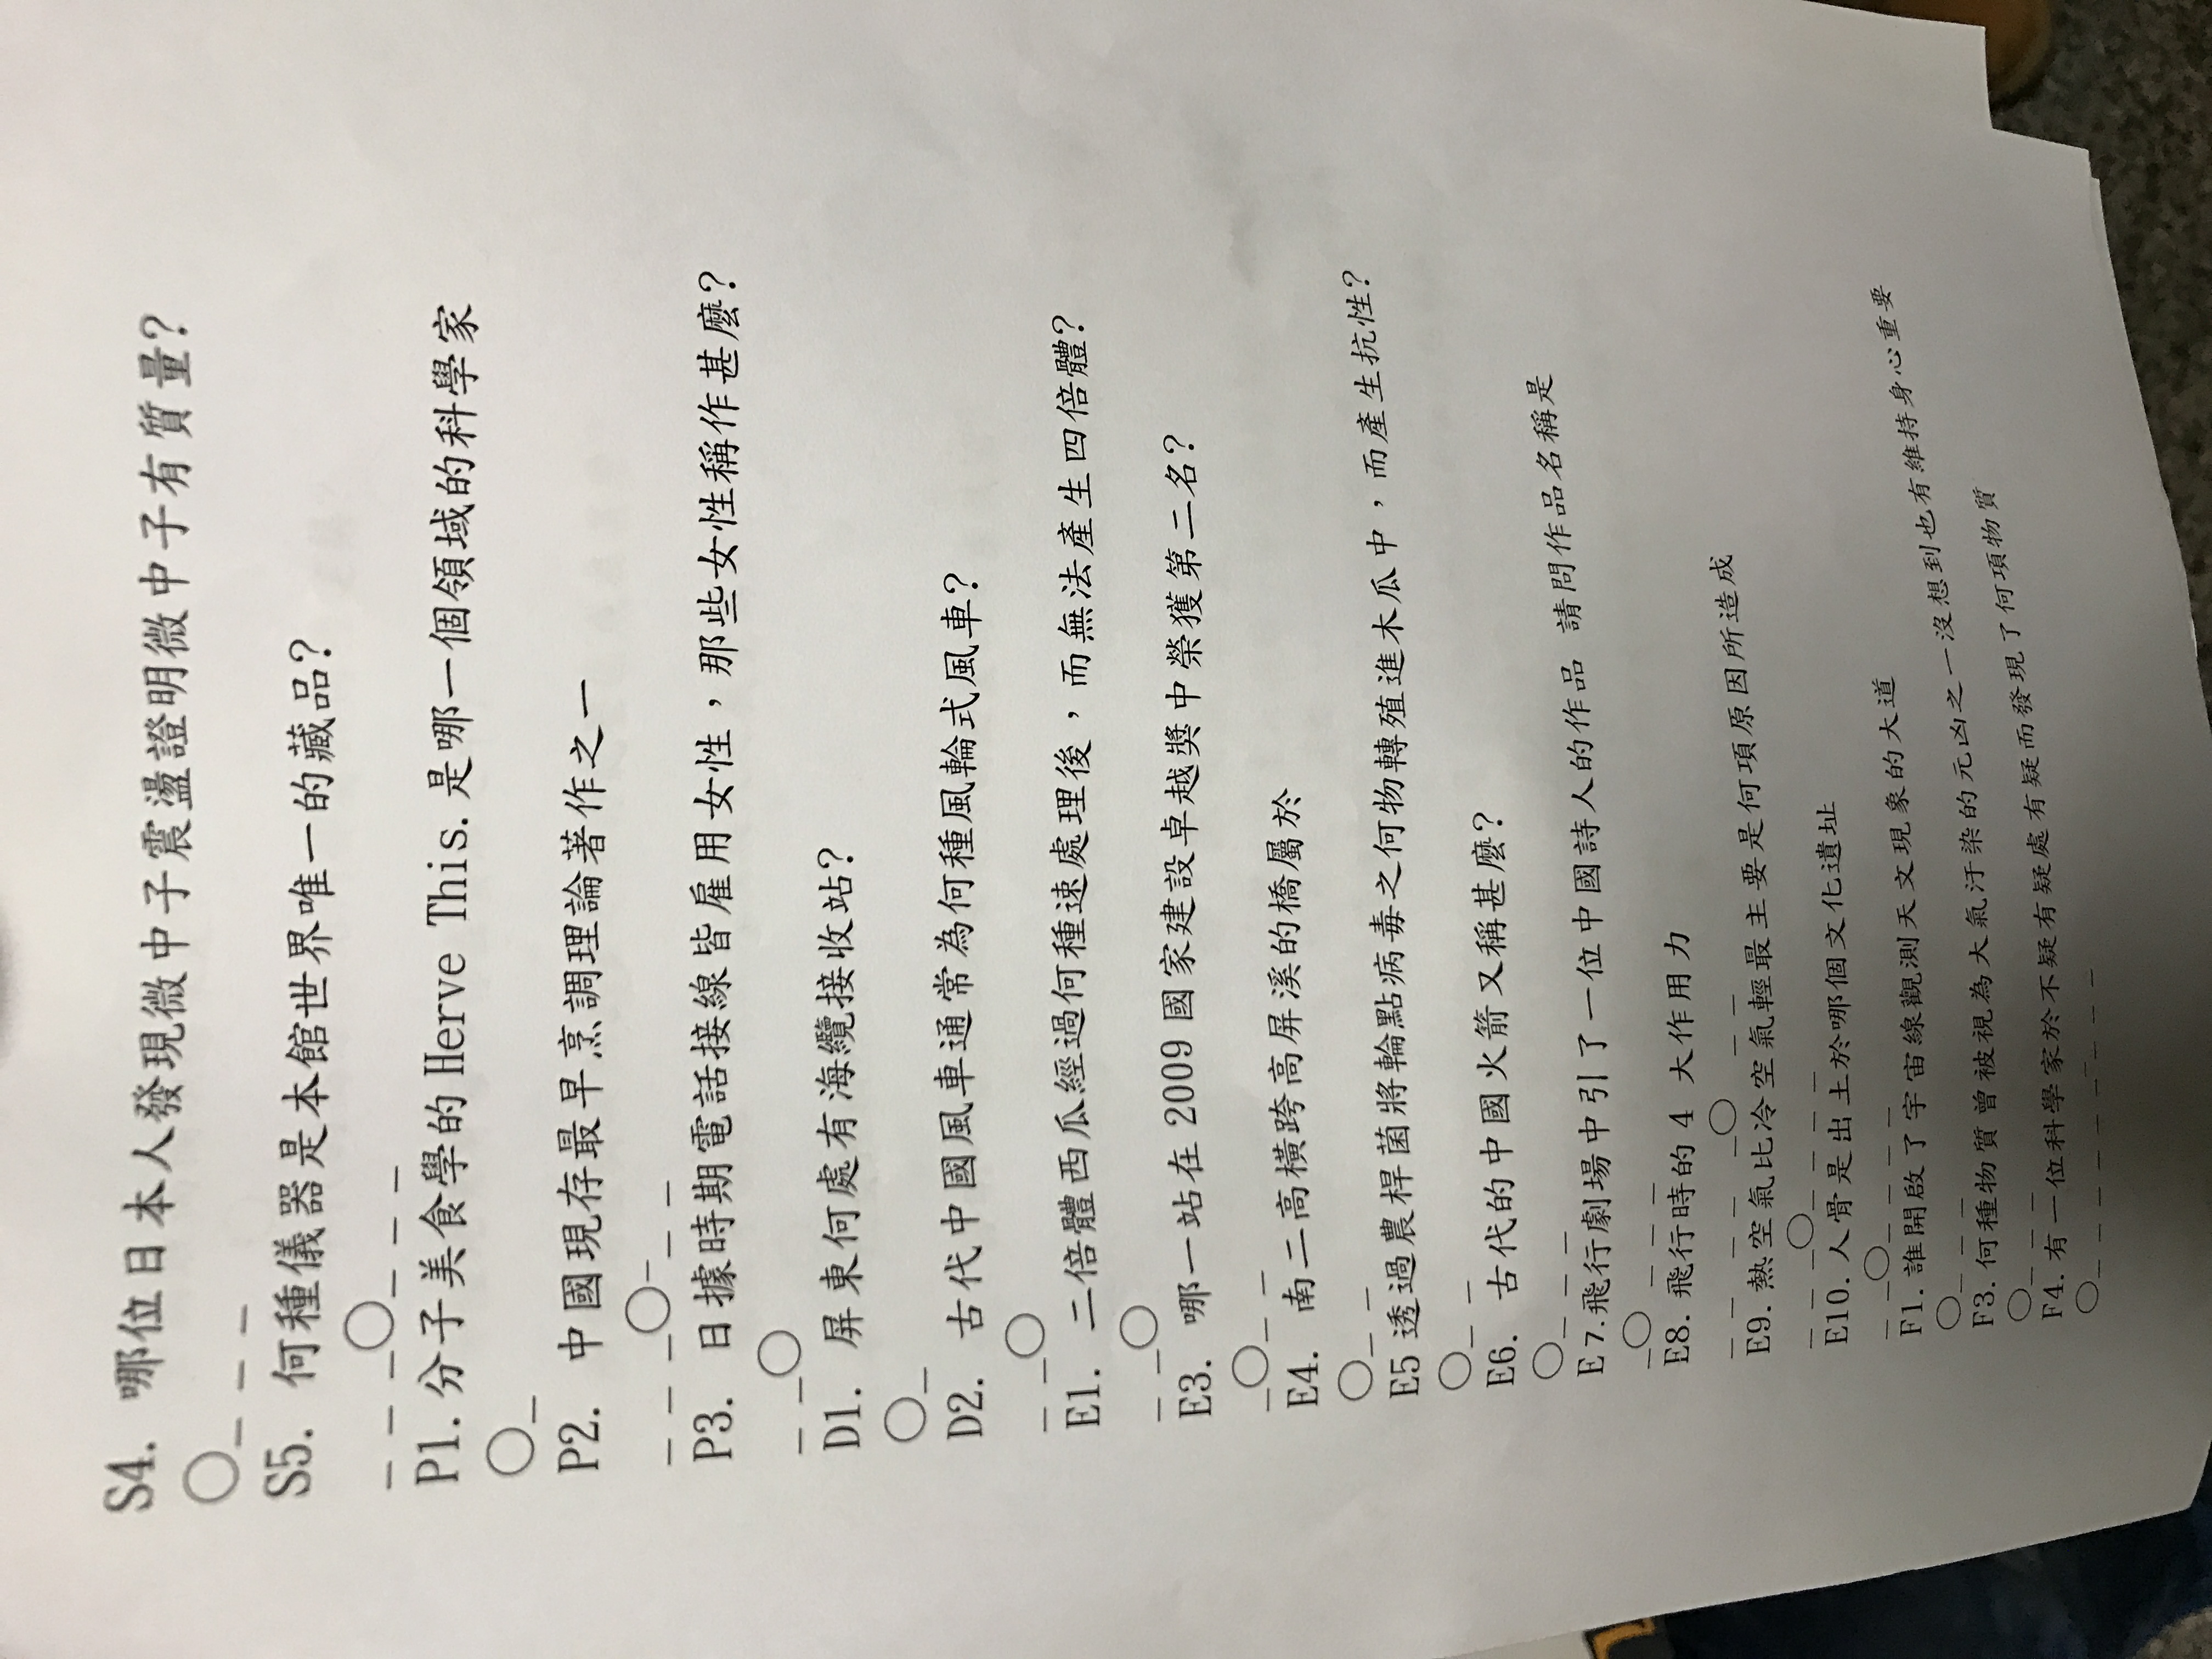 S4. 哪位日本人發現微中子震盪證明微中子有質量?
○_ _ _
S5. 何種儀器是本館世界唯一的藏品?
_ _ _○_ _ _
P1.分子美食學的 Herve This.是哪一個領域的科學家
○_
P2. 中國現存最早烹調理論著作之一
_ _ _○-_ _
P3. 日據時期電話接線皆雇用女性，那些女性稱作甚麼?
_ _○
D1. 屏東何處有海纜接收站?
○_
D2. 古代中國風車通常為何種風輪式風車?
_ _○
E1. 二倍體西瓜經過何種速處理後，而無法產生四倍體?
_ _○
E3. 哪一站在 2009 國家建設卓越獎中榮獲第二名?
_○_ _
E4. 南二高橫跨高屏溪的橋屬於
○_ _
E5 透過農桿菌將輪點病毒之何物轉殖進木瓜中，而產生抗性?
○_ _
E6. 古代的中國火箭又稱甚麼?
○_ _ _
E7.飛行劇場中引了一位中國詩人的作品 請問作品名稱是
_○ _ _ _
E8.飛行時的 4 大作用力
_ _ _ _ _○ _ _
E9.熱空氣比冷空氣輕最主要是何項原因所造成
_ _ _○_ _ _ _
E10.人骨是出土於哪個文化遺址
_ _○_ _ _ _
F1.誰開啟了宇宙線觀測天文現象的大道
○_ _ _
F3.何種物質曾被視為大氣汙染的元凶之一沒想到也有維持身心重要
○_ _ _
F4.有一位科學家於不疑有疑處有疑而發現了何項物質
○_ _ _ _ _ _-_ _ _